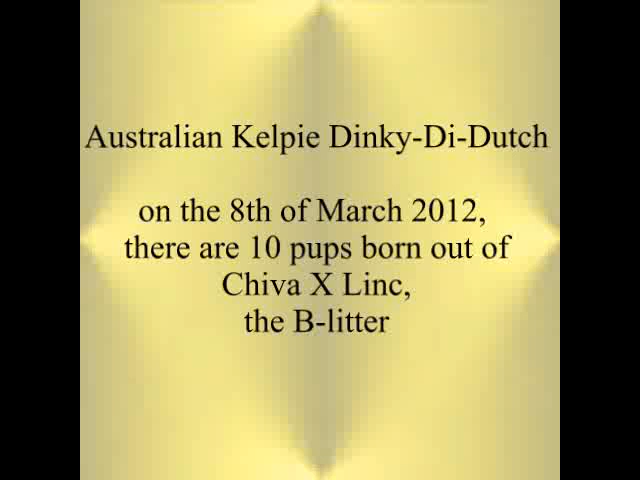 Australian Kelpie Dinky-Di-Dutch
on the 8th of March 2012,
there are 10 pups born out of
Chiva X Linc,
the B-litter